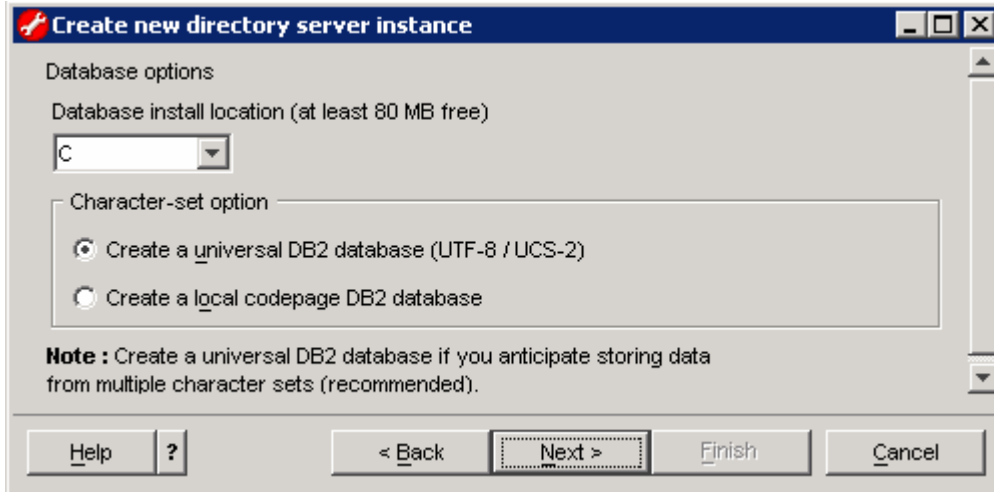 Create new directory server instance
Database options
Database install location (at least 80 MB free)
C
Character-set option
Create a universal DB2 database (UTF-8 / UCS-2)
Create a local codepage DB2 database
Note : Create a universal DB2 database if you anticipate storing data
from multiple character sets (recommended).
Help ? < Back Next > Finish Cancel